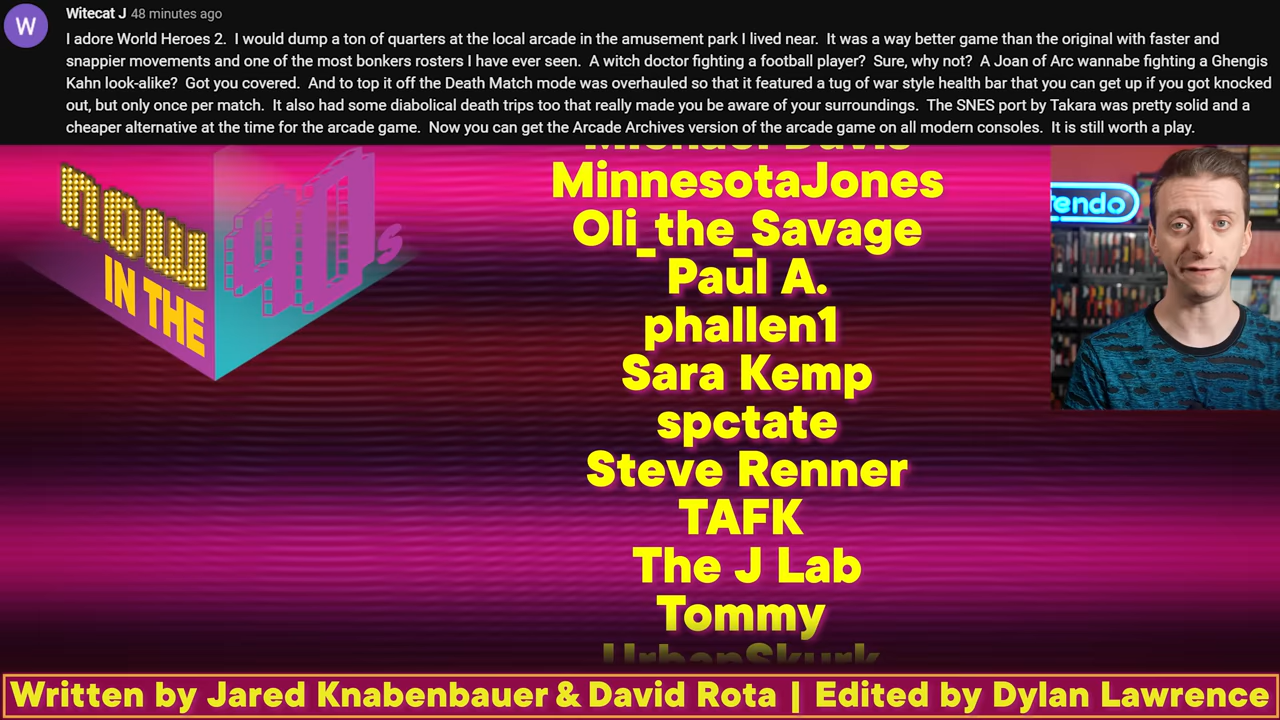 W
Witecat J 48 minutes ago
I adore World Heroes 2. I would dump a ton of quarters at the local arcade in the amusement park I lived near. It was a way better game than the original with faster and
snappier movements and one of the most bonkers rosters I have ever seen. A witch doctor fighting a football player? Sure, why not? A Joan of Arc wannabe fighting a Ghengis
Kahn look-alike? Got you covered. And to top it off the Death Match mode was overhauled so that it featured a tug of war style health bar that you can get up if you got knocked
out, but only once per match. It also had some diabolical death trips too that really made you be aware of your surroundings. The SNES port by Takara was pretty solid and a
cheaper alternative at the time for the arcade game. Now you can get the Arcade Archives version of the arcade game on all modern consoles. It is still worth a play.
NOW
IN THE
40s
Michael Davis
MinnesotaJones
Oli_the_Savage
Paul A.
phallen1
Sara Kemp
spctate
Steve Renner
TAFK
The J Lab
Tommy
UrbanSkurk
tendo
Written by Jared Knabenbauer & David Rota | Edited by Dylan Lawrence